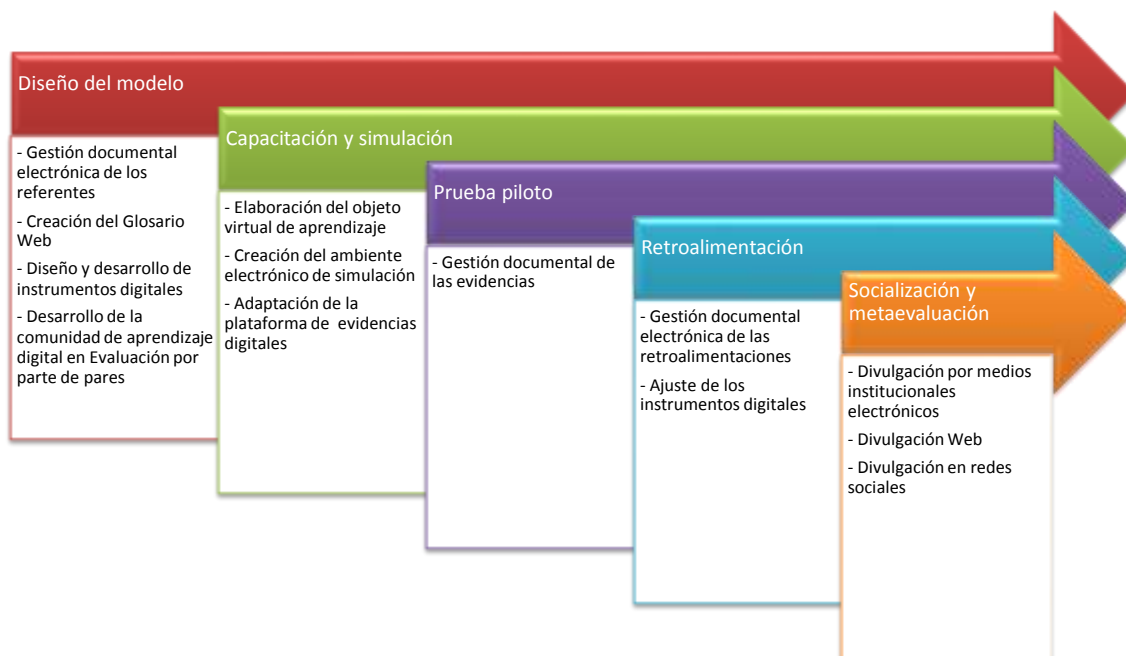 Diseño del modelo
- Gestión documental
electrónica de los
referentes
- Creación del Glosario
Web
- Diseño y desarrollo de
instrumentos digitales
- Desarrollo de la
comunidad de aprendizaje
digital en Evaluación por
parte de pares
Capacitación y simulación
- Elaboración del objeto
virtual de aprendizaje
- Creación del ambiente
electrónico de simulación
- Adaptación de la
plataforma de evidencias
digitales
Prueba piloto
- Gestión documental de
las evidencias
Retroalimentación
- Gestión documental
electrónica de las
retroalimentaciones
- Ajuste de los
instrumentos digitales
Socialización y
metaevaluación
- Divulgación por medios
institucionales
electrónicos
- Divulgación Web
- Divulgación en redes
sociales